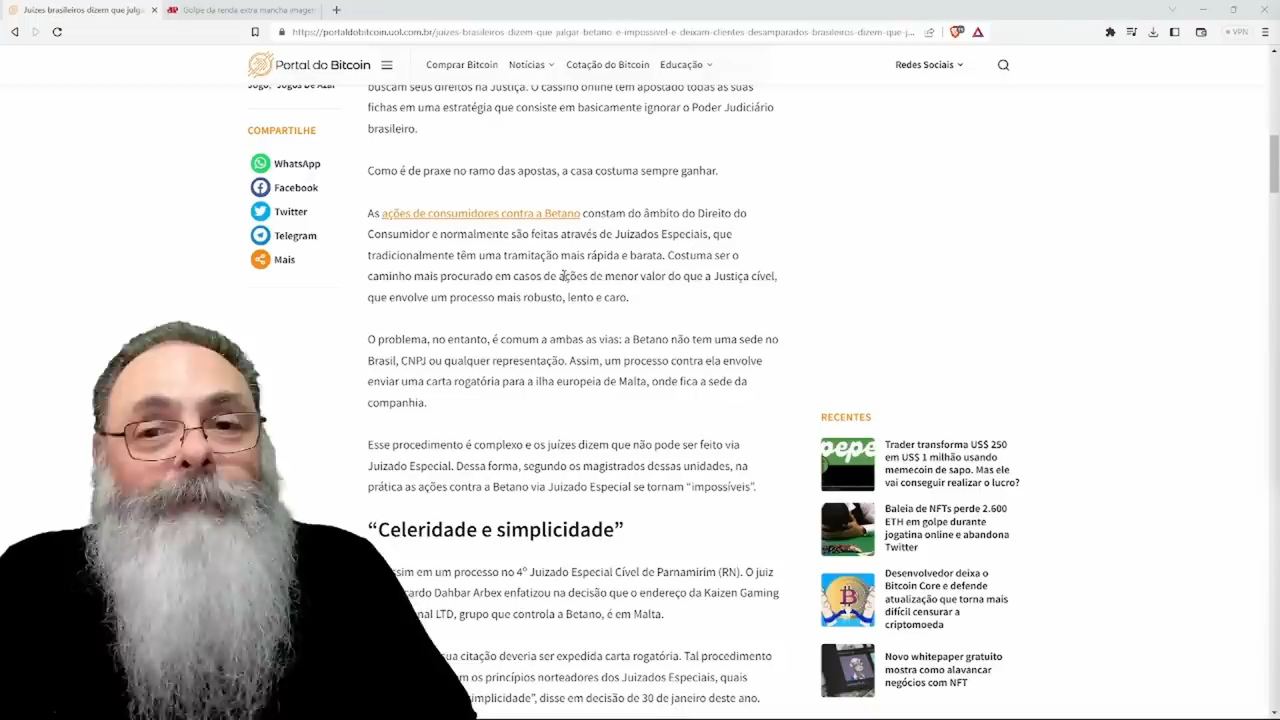 Juízes brasileiros dizem que julga
Golpe da renda extra mancha imagem
https://portaldobitcoin.uol.com.br/juizes-brasileiros-dizem-que-julgar-betano-e-impossivel-e-deixam-clientes-desamparados-brasileiros-dizem-que-j...
VPN
Portal do Bitcoin
Comprar Bitcoin
Notícias
Cotação do Bitcoin
Educação
Redes Sociais
Jogo, Jogos De Azar
COMPARTILHE
WhatsApp
Facebook
Twitter
Telegram
Mais
buscam seus direitos na Justiça. O cassino online tem apostado todas as suas
fichas em uma estratégia que consiste em basicamente ignorar o Poder Judiciário
brasileiro.
Como é de praxe no ramo das apostas, a casa costuma sempre ganhar.
As ações de consumidores contra a Betano constam do âmbito do Direito do
Consumidor e normalmente são feitas através de Juizados Especiais, que
tradicionalmente têm uma tramitação mais rápida e barata. Costuma ser o
caminho mais procurado em casos de ações de menor valor do que a Justiça cível,
que envolve um processo mais robusto, lento e caro.
O problema, no entanto, é comum a ambas as vias: a Betano não tem uma sede no
Brasil, CNPJ ou qualquer representação. Assim, um processo contra ela envolve
enviar uma carta rogatória para a ilha europeia de Malta, onde fica a sede da
companhia.
Esse procedimento é complexo e os juízes dizem que não pode ser feito via
Juizado Especial. Dessa forma, segundo os magistrados dessas unidades, na
prática as ações contra a Betano via Juizado Especial se tornam “impossíveis”.
“Celeridade e simplicidade”
ssim em um processo no 4º Juizado Especial Cível de Parnamirim (RN). O juiz
cardo Dahbar Arbex enfatizou na decisão que o endereço da Kaizen Gaming
nal LTD, grupo que controla a Betano, é em Malta.
sua citação deveria ser expedida carta rogatória. Tal procedimento
m os princípios norteadores dos Juizados Especiais, quais
implicidade”, disse em decisão de 30 de janeiro deste ano.
RECENTES
pepe
Trader transforma US$ 250
em US$ 1 milhão usando
memecoin de sapo. Mas ele
vai conseguir realizar o lucro?
Baleia de NFTs perde 2.600
ETH em golpe durante
jogatina online e abandona
Twitter
Desenvolvedor deixa o
Bitcoin Core e defende
atualização que torna mais
difícil censurar a
criptomoeda
Novo whitepaper gratuito
mostra como alavancar
negócios com NFT